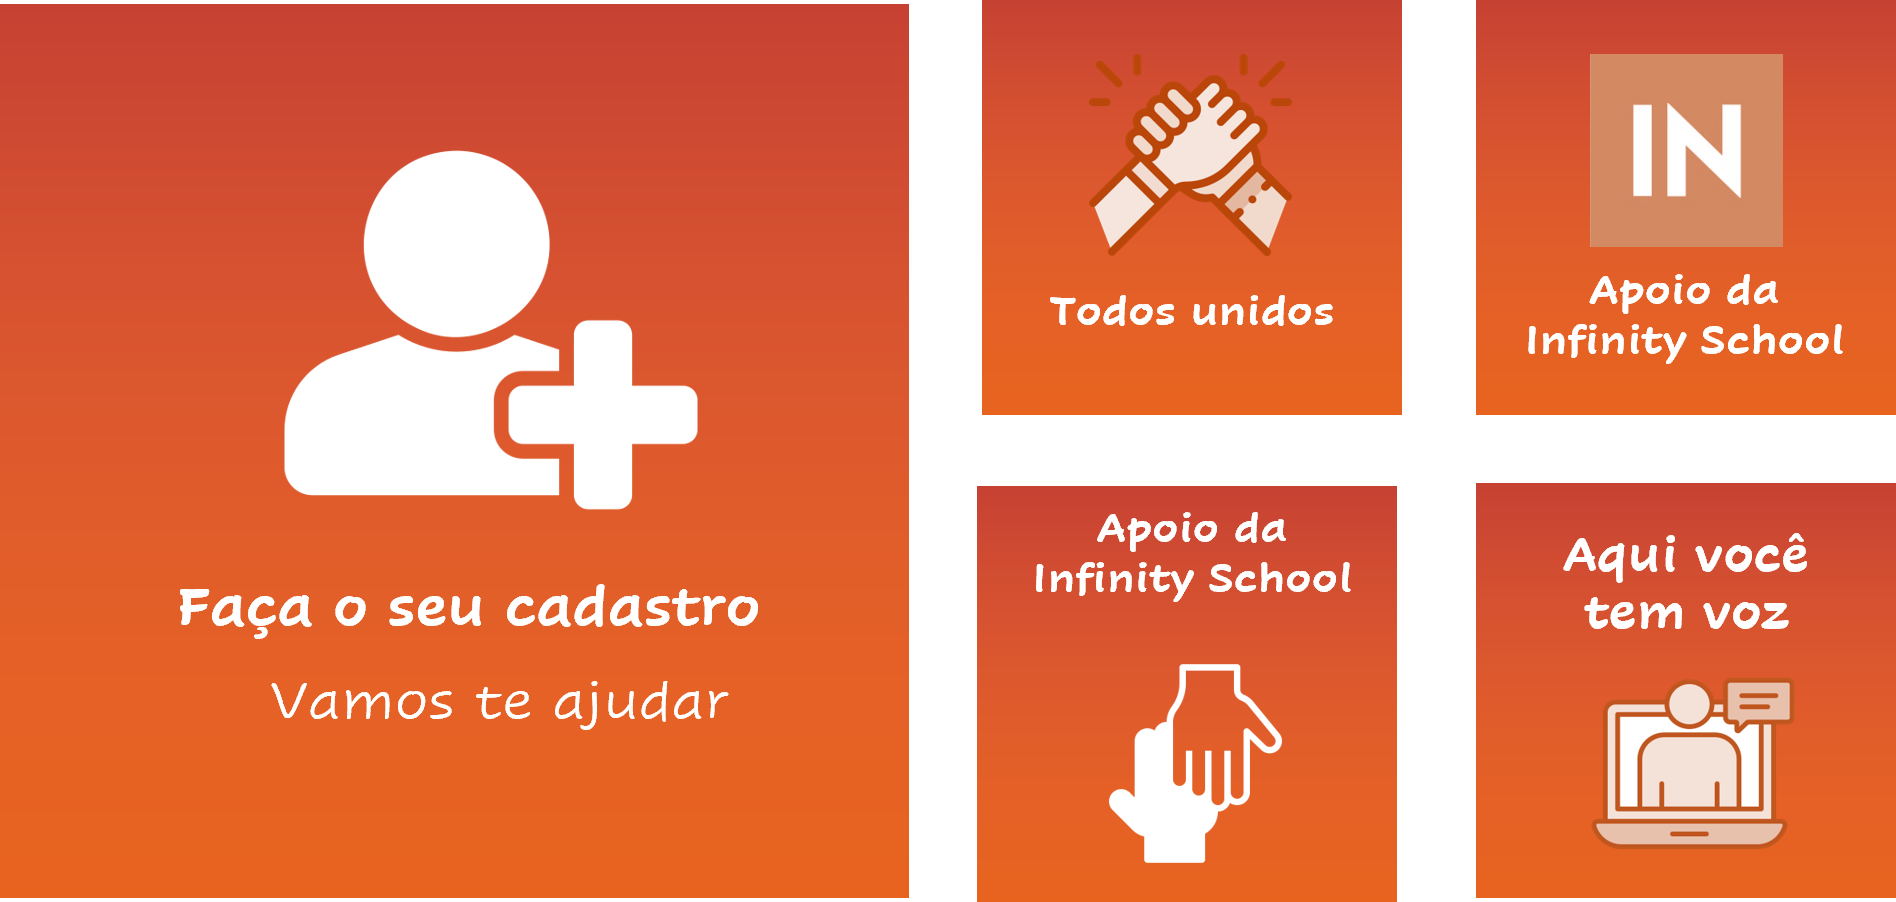 Faça o seu cadastro
Vamos te ajudar
Todos unidos
IN
Apoio da
Infinity School
Apoio da
Infinity School
Aqui você
tem voz